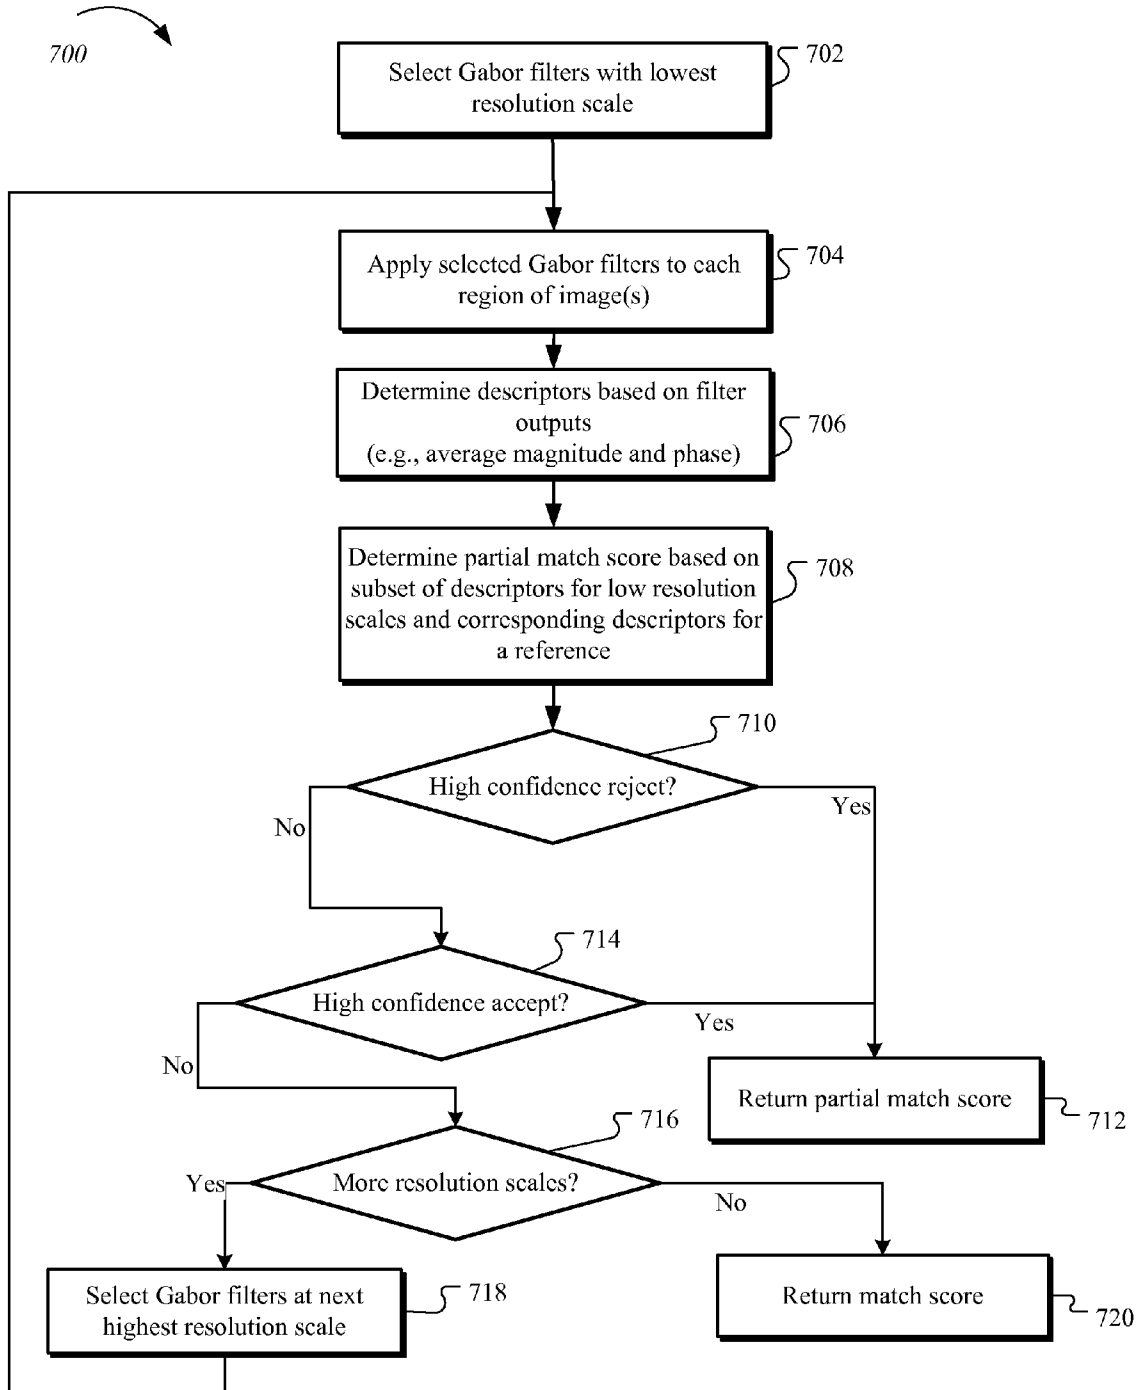 700
702
Select Gabor filters with lowest
resolution scale
704
Apply selected Gabor filters to each
region of image(s)
Determine descriptors based on filter
outputs
706
(e.g., average magnitude and phase)
Determine partial match score based on
708
subset of descriptors for low resolution
scales and corresponding descriptors for
a reference
710
High confidence reject?
Yes
No
714
High confidence accept?
Yes
No
Return partial match score
712
716
More resolution scales?
Yes
No
Select Gabor filters at next
718
highest resolution scale
Return match score
720